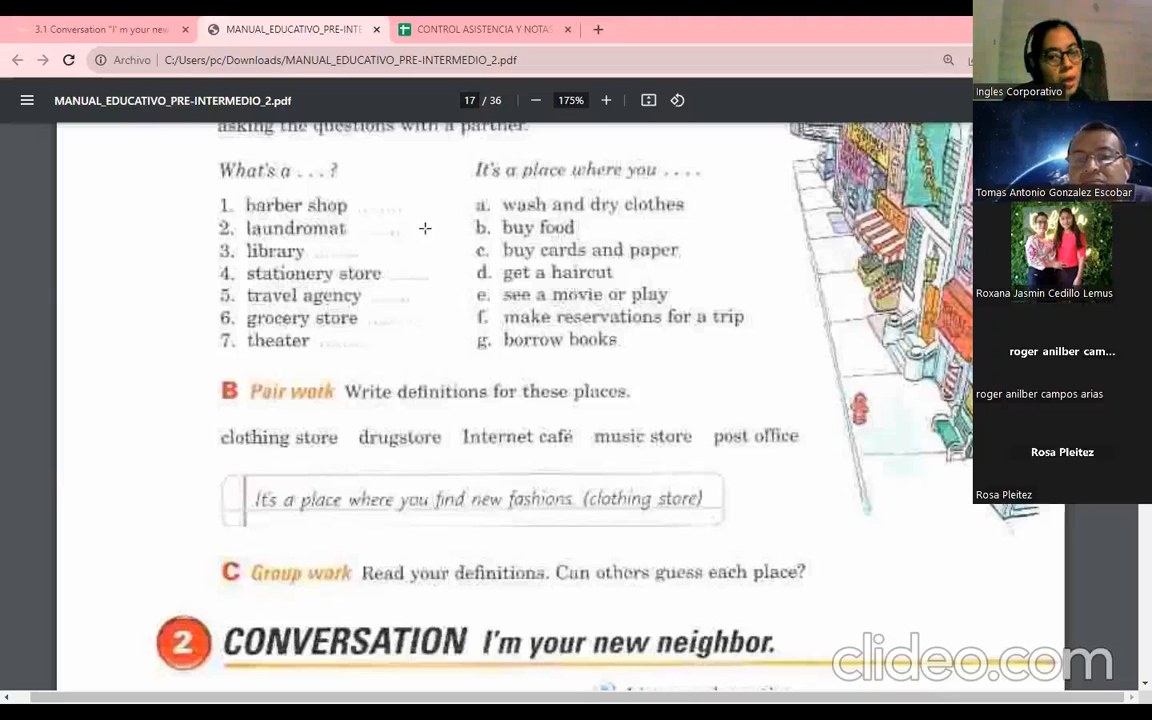 3.1 Conversation "I' m your new
MANUAL_EDUCATIVO_PRE-INTE
CONTROL ASISTENCIA Y NOTAS
Archivo
C:/Users/pc/Downloads/MANUAL_EDUCATIVO_PRE-INTERMEDIO_2.pdf
MANUAL_EDUCATIVO_PRE-INTERMEDIO_2.pdf
17 / 36
175%
asking the questions with a partner.
What's a . . . ?
It's a place where you . . . .
1. barber shop
a. wash and dry clothes
2. laundromat
b. buy food
3. library
c. buy cards and paper
4. stationery store
d. get a haircut
5. travel agency
e. see a movie or play
6. grocery store
f. make reservations for a trip
7. theater
g. borrow books
B Pair work Write definitions for these places.
clothing store drugstore Internet café music store post office
It's a place where you find new fashions. (clothing store)
C Group work Read your definitions. Can others guess each place?
2 CONVERSATION I'm your new neighbor.
Ingles Corporativo
Tomas Antonio Gonzalez Escobar
Roxana Jasmin Cedillo Lemus
roger anilber cam...
roger anilber campos arias
Rosa Pleitez
Rosa Pleitez
clideo.com